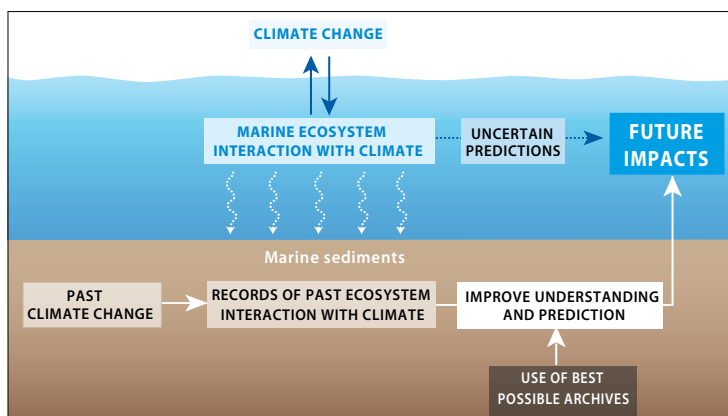 CLIMATE CHANGE
MARINE ECOSYSTEM
INTERACTION WITH CLIMATE
UNCERTAIN
PREDICTIONS
FUTURE
IMPACTS
Marine sediments
PAST
CLIMATE CHANGE
RECORDS OF PAST ECOSYSTEM
INTERACTION WITH CLIMATE
IMPROVE UNDERSTANDING
AND PREDICTION
USE OF BEST
POSSIBLE ARCHIVES